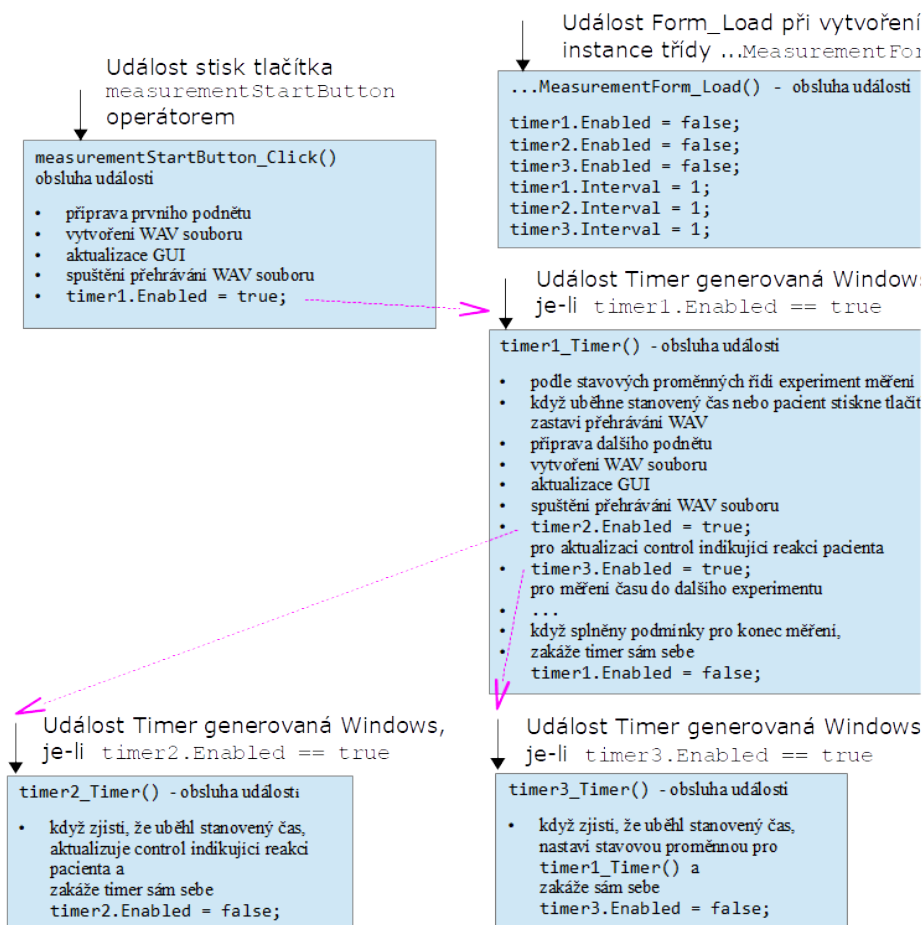 Událost Form_Load při vytvoření
instance třídy ...MeasurementFor
...MeasurementForm_Load() - obsluha události
timer1.Enabled = false;
timer2.Enabled = false;
timer3.Enabled = false;
timer1.Interval = 1;
timer2.Interval = 1;
timer3.Interval = 1;
Událost stisk tlačítka
measurementStartButton
operátorem
measurementStartButton_Click()
obsluha události
• příprava prvního podnětu
• vytvoření WAV souboru
• aktualizace GUI
• spuštění přehrávání WAV souboru
• timer1.Enabled = true;
Událost Timer generovaná Windows
je-li timer1.Enabled == true
timer1_Timer() - obsluha události
• podle stavových proměnných řídí experiment měření
• když uběhne stanovený čas nebo pacient stiskne tlačít
zastaví přehrávání WAV
• příprava dalšího podnětu
• vytvoření WAV souboru
• aktualizace GUI
• spuštění přehrávání WAV souboru
• timer2.Enabled = true;
pro aktualizaci control indikující reakci pacienta
• timer3.Enabled = true;
pro měření času do dalšího experimentu
• ...
• když splněny podmínky pro konec měření,
• zakáže timer sám sebe
timer1.Enabled = false;
Událost Timer generovaná Windows,
je-li timer2.Enabled == true
timer2_Timer() - obsluha události
• když zjistí, že uběhl stanovený čas,
aktualizuje control indikující reakci
pacienta a
zakáže timer sám sebe
timer2.Enabled = false;
Událost Timer generovaná Windows
je-li timer3.Enabled == true
timer3_Timer() - obsluha události
• když zjistí, že uběhl stanovený čas,
nastaví stavovou proměnnou pro
timer1_Timer() a
zakáže sám sebe
timer3.Enabled = false;